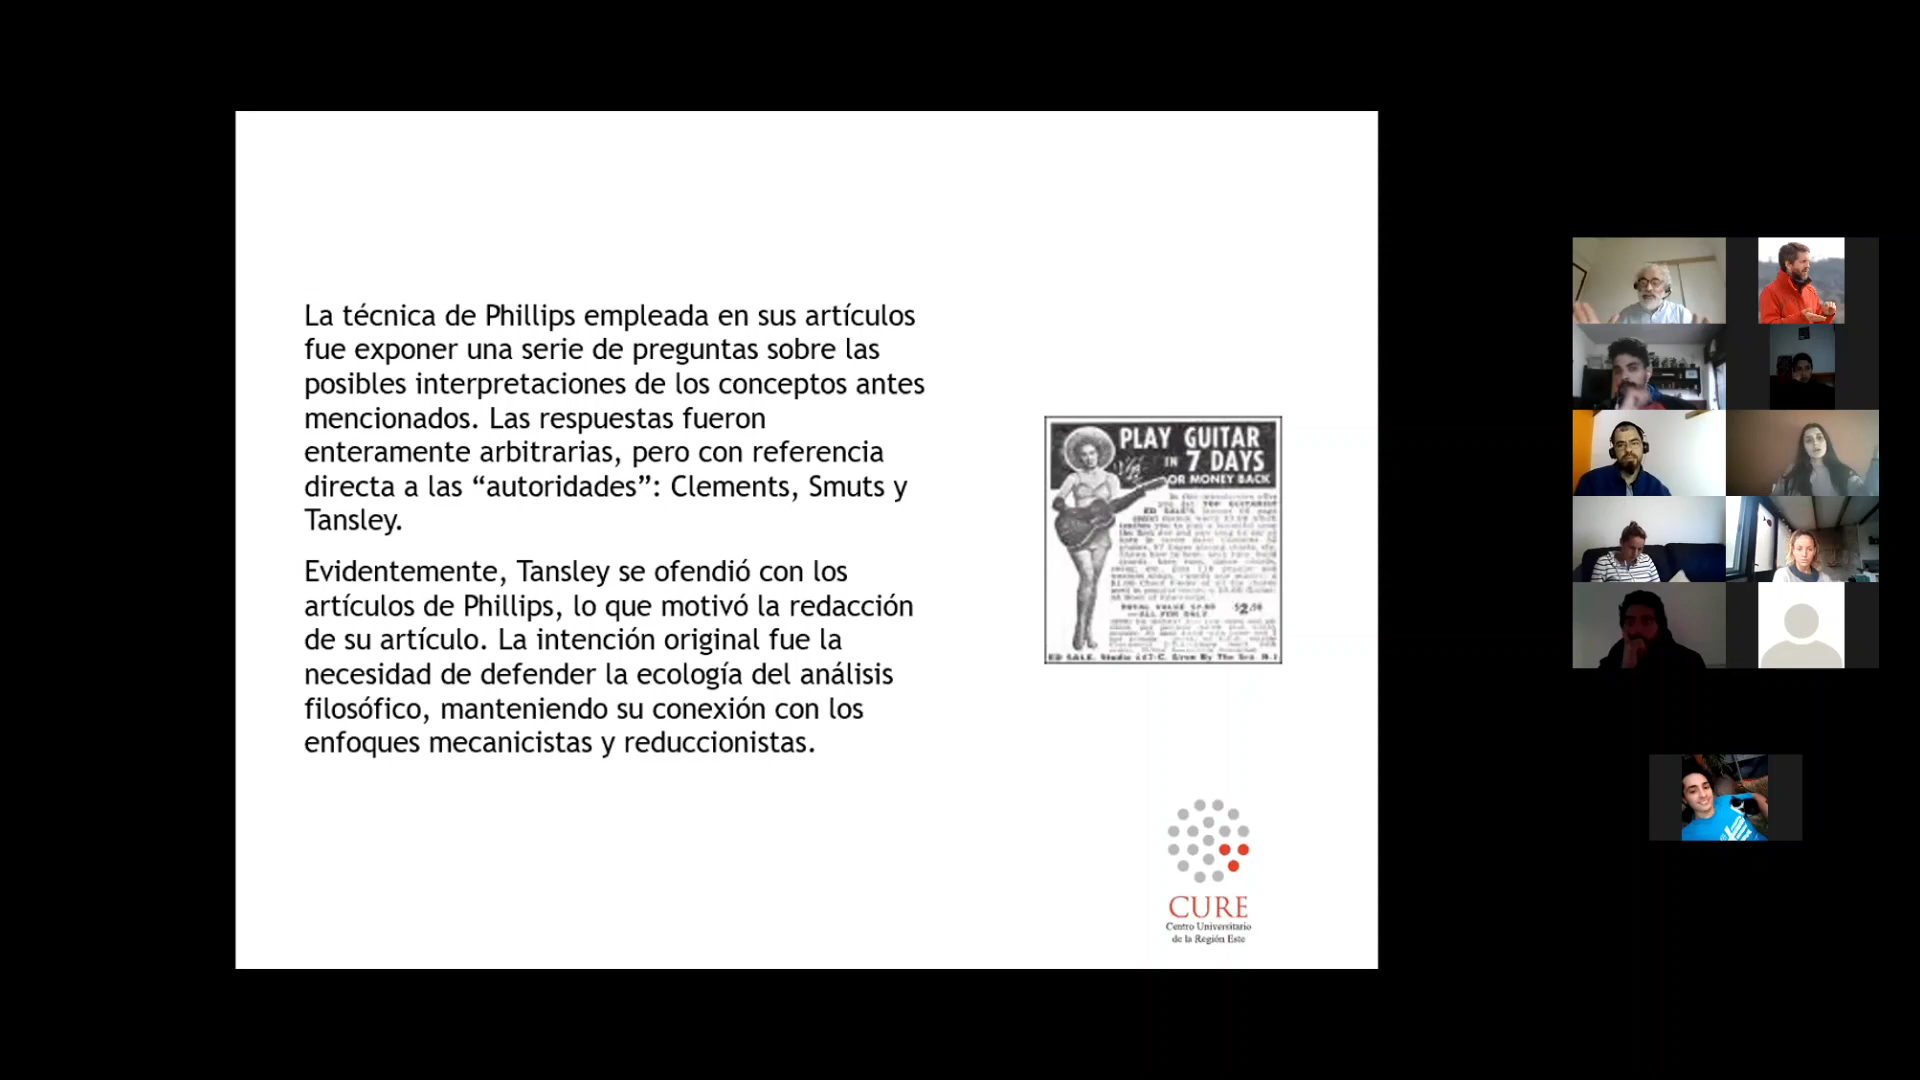 La técnica de Phillips empleada en sus artículos
fue exponer una serie de preguntas sobre las
posibles interpretaciones de los conceptos antes
mencionados. Las respuestas fueron
enteramente arbitrarias, pero con referencia
directa a las “autoridades”: Clements, Smuts y
Tansley.
Evidentemente, Tansley se ofendió con los
artículos de Phillips, lo que motivó la redacción
de su artículo. La intención original fue la
necesidad de defender la ecología del análisis
filosófico, manteniendo su conexión con los
enfoques mecanicistas y reduccionistas.
PLAY GUITAR
IN 7 DAYS
OR MONEY BACK
ED SALE
CURE
Centro Universitario
de la Región Este